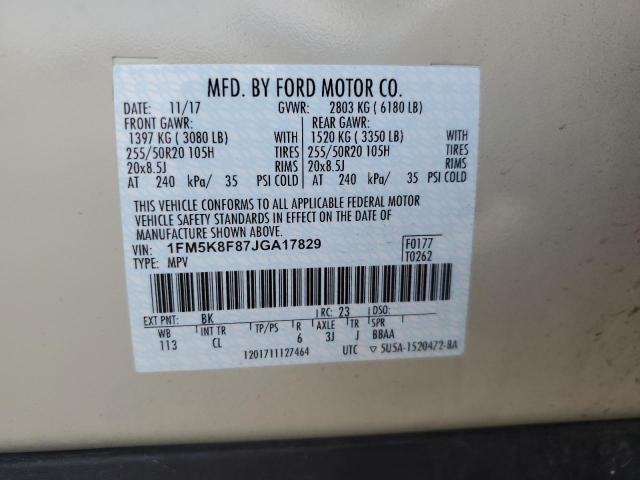 MFD. BY FORD MOTOR CO.
DATE: 11/17 GVWR: 2803 KG ( 6180 LB)
FRONT GAWR: REAR GAWR:
1397 KG ( 3080 LB) WITH 1520 KG ( 3350 LB) WITH
255/50R20 105H TIRES 255/50R20 105H TIRES
20x8.5J RIMS 20x8.5J RIMS
AT 240 kPa/ 35 PSI COLD AT 240 kPa/ 35 PSI COLD
THIS VEHICLE CONFORMS TO ALL APPLICABLE FEDERAL MOTOR
VEHICLE SAFETY STANDARDS IN EFFECT ON THE DATE OF
MANUFACTURE SHOWN ABOVE.
VIN: 1FM5K8F87JGA17829 F0177
TYPE: MPV T0262
EXT PNT: BK RC: 23 DSO:
WB INT TR TP/PS R AXLE TR SPR
113 CL 6 3J J BBAA
1201711127464 UTC ▽ 5U5A-1520472-BA